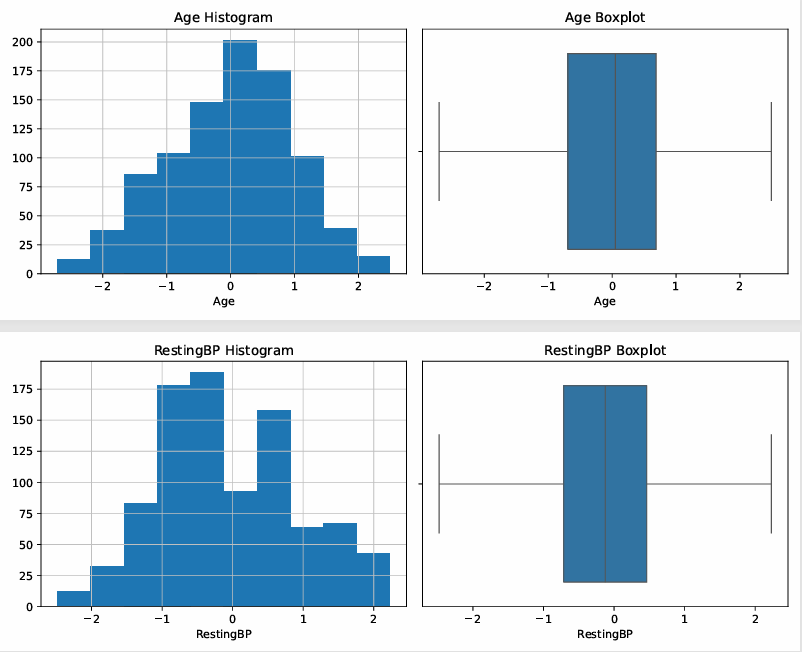 Age Histogram
200
175
150
125
100
75
50
25
0
−2 −1 0 1 2
Age
Age Boxplot
−2 −1 0 1 2
Age
RestingBP Histogram
175
150
125
100
75
50
25
0
−2 −1 0 1 2
RestingBP
RestingBP Boxplot
−2 −1 0 1 2
RestingBP